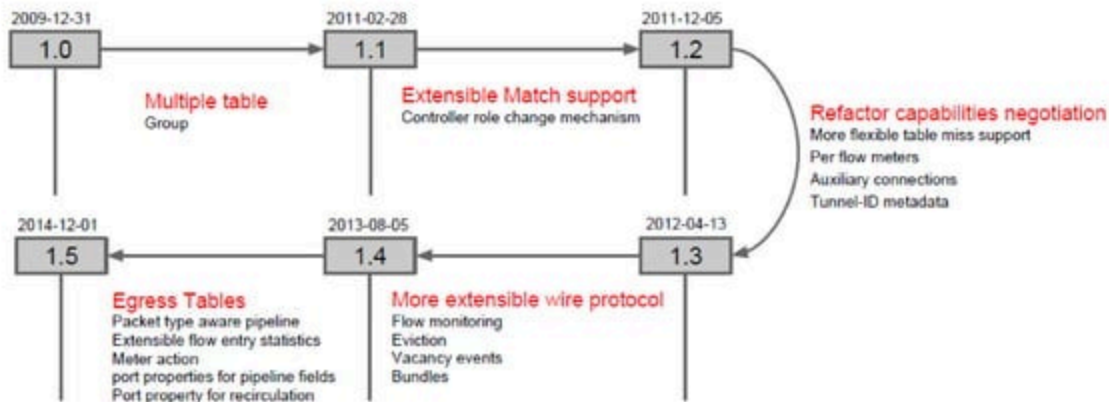 2009-12-31
1.0
2011-02-28
1.1
2011-12-05
1.2
Multiple table
Group
Extensible Match support
Controller role change mechanism
Refactor capabilities negotiation
More flexible table miss support
Per flow meters
Auxiliary connections
Tunnel-ID metadata
2014-12-01
1.5
2013-08-05
1.4
2012-04-13
1.3
Egress Tables
Packet type aware pipeline
Extensible flow entry statistics
Meter action
port properties for pipeline fields
Port property for recirculation
More extensible wire protocol
Flow monitoring
Eviction
Vacancy events
Bundles